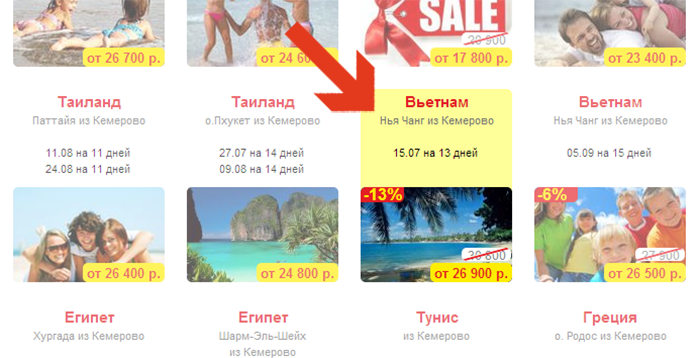 SALE
20 900
от 26 700 р.
от 24 600 р.
от 17 800 р.
от 23 400 р.
Таиланд
Таиланд
Вьетнам
Вьетнам
Паттайя из Кемерово
о.Пхукет из Кемерово
Нья Чанг из Кемерово
Нья Чанг из Кемерово
11.08 на 11 дней
27.07 на 14 дней
15.07 на 13 дней
05.09 на 15 дней
24.08 на 11 дней
09.08 на 14 дней
-13%
-6%
30 800
27 900
от 26 400 р.
от 24 800 р.
от 26 900 р.
от 26 500 р.
Египет
Египет
Тунис
Греция
Хургада из Кемерово
Шарм-Эль-Шейх
из Кемерово
из Кемерово
о. Родос из Кемерово